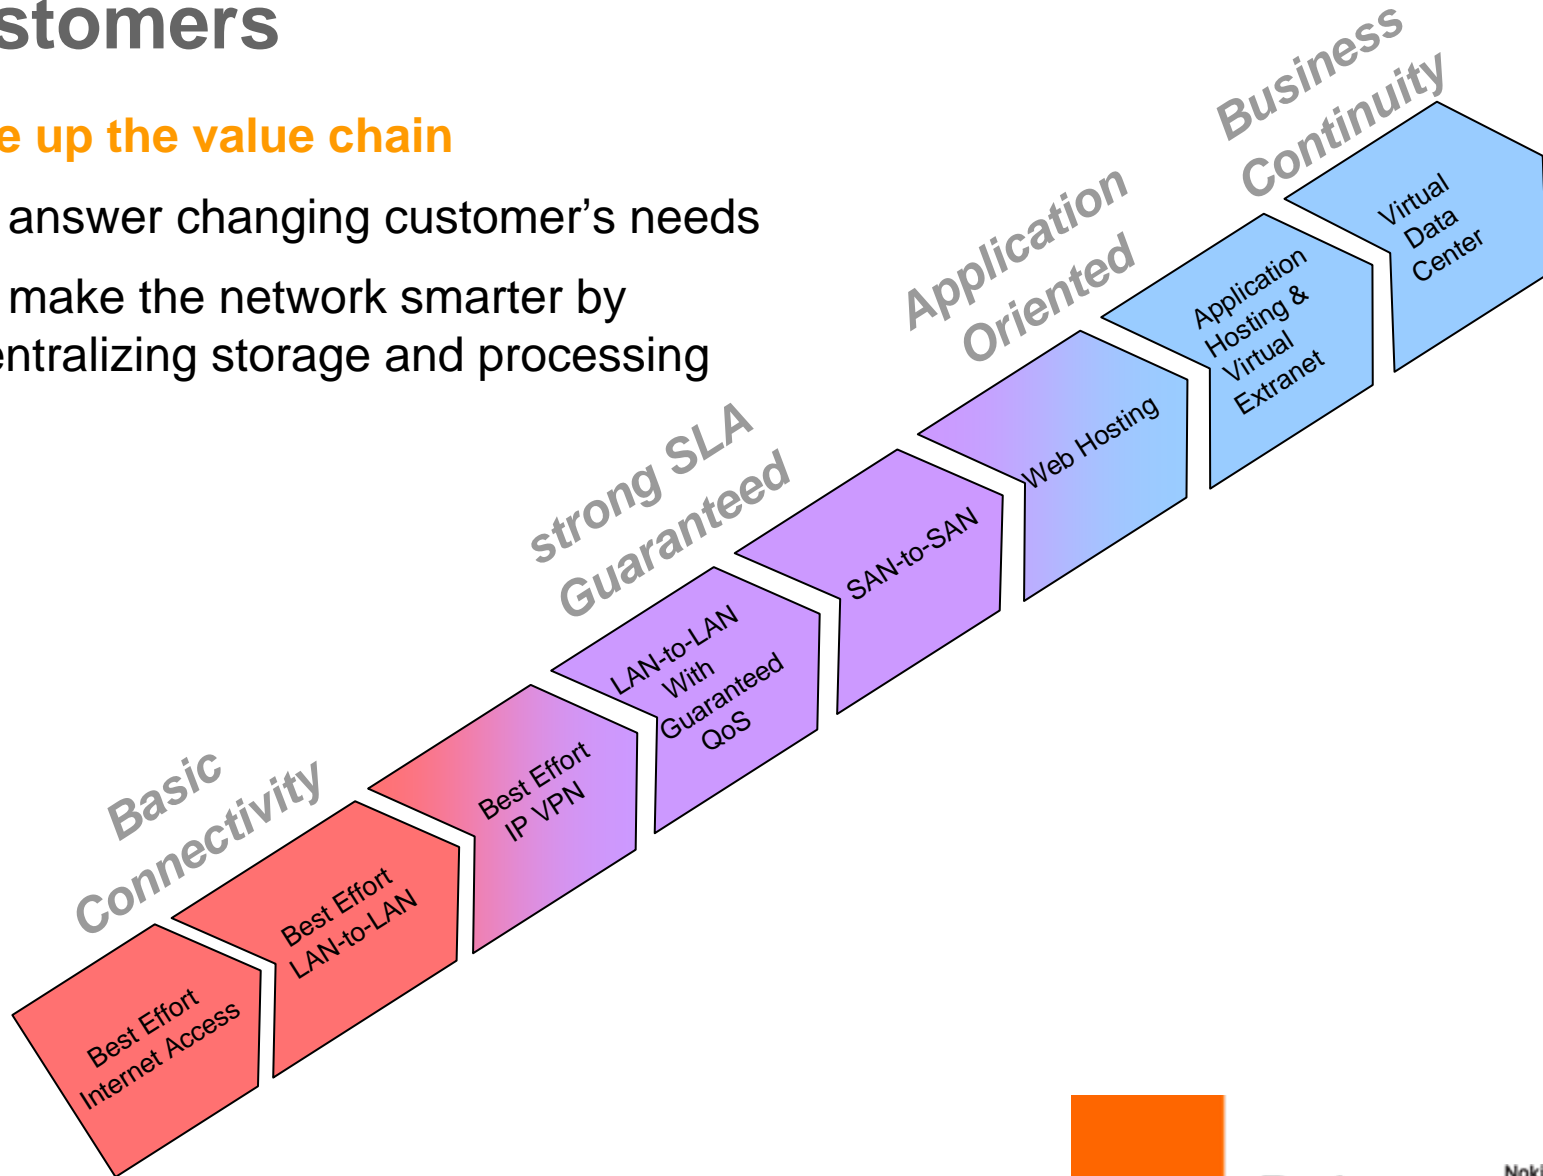 stomers
e up the value chain
answer changing customer's needs
make the network smarter by
entralizing storage and processing
Business
Continuity
Application
Oriented
strong SLA
Guaranteed
Basic
Connectivity
Virtual
Data
Center
Application
Hosting &
Virtual
Extranet
Web Hosting
SAN-to-SAN
LAN-to-LAN
With
Guaranteed
QoS
Best Effort
IP VPN
Best Effort
LAN-to-LAN
Best Effort
Internet Access
Noki